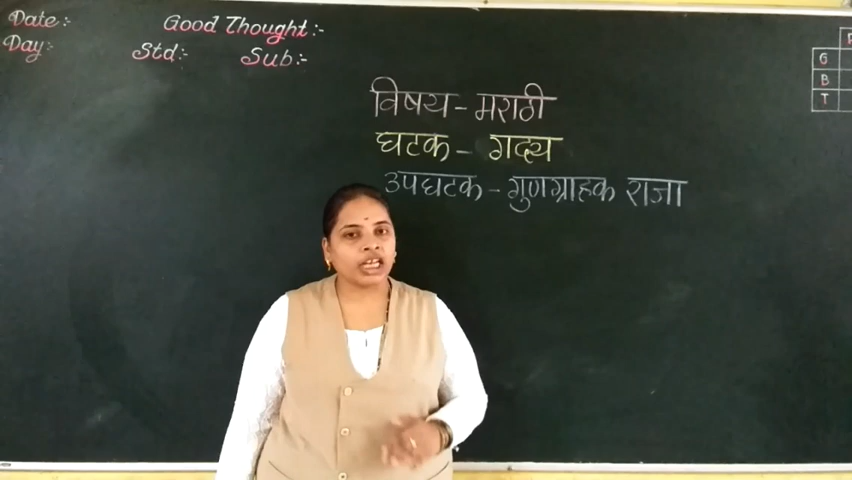 Date:-
Good Thought:-
Day:-
Std:-
Sub:-
विषय - मराठी
घटक - गद्य
उपघटक - गुणग्राहक राजा
G
B
T